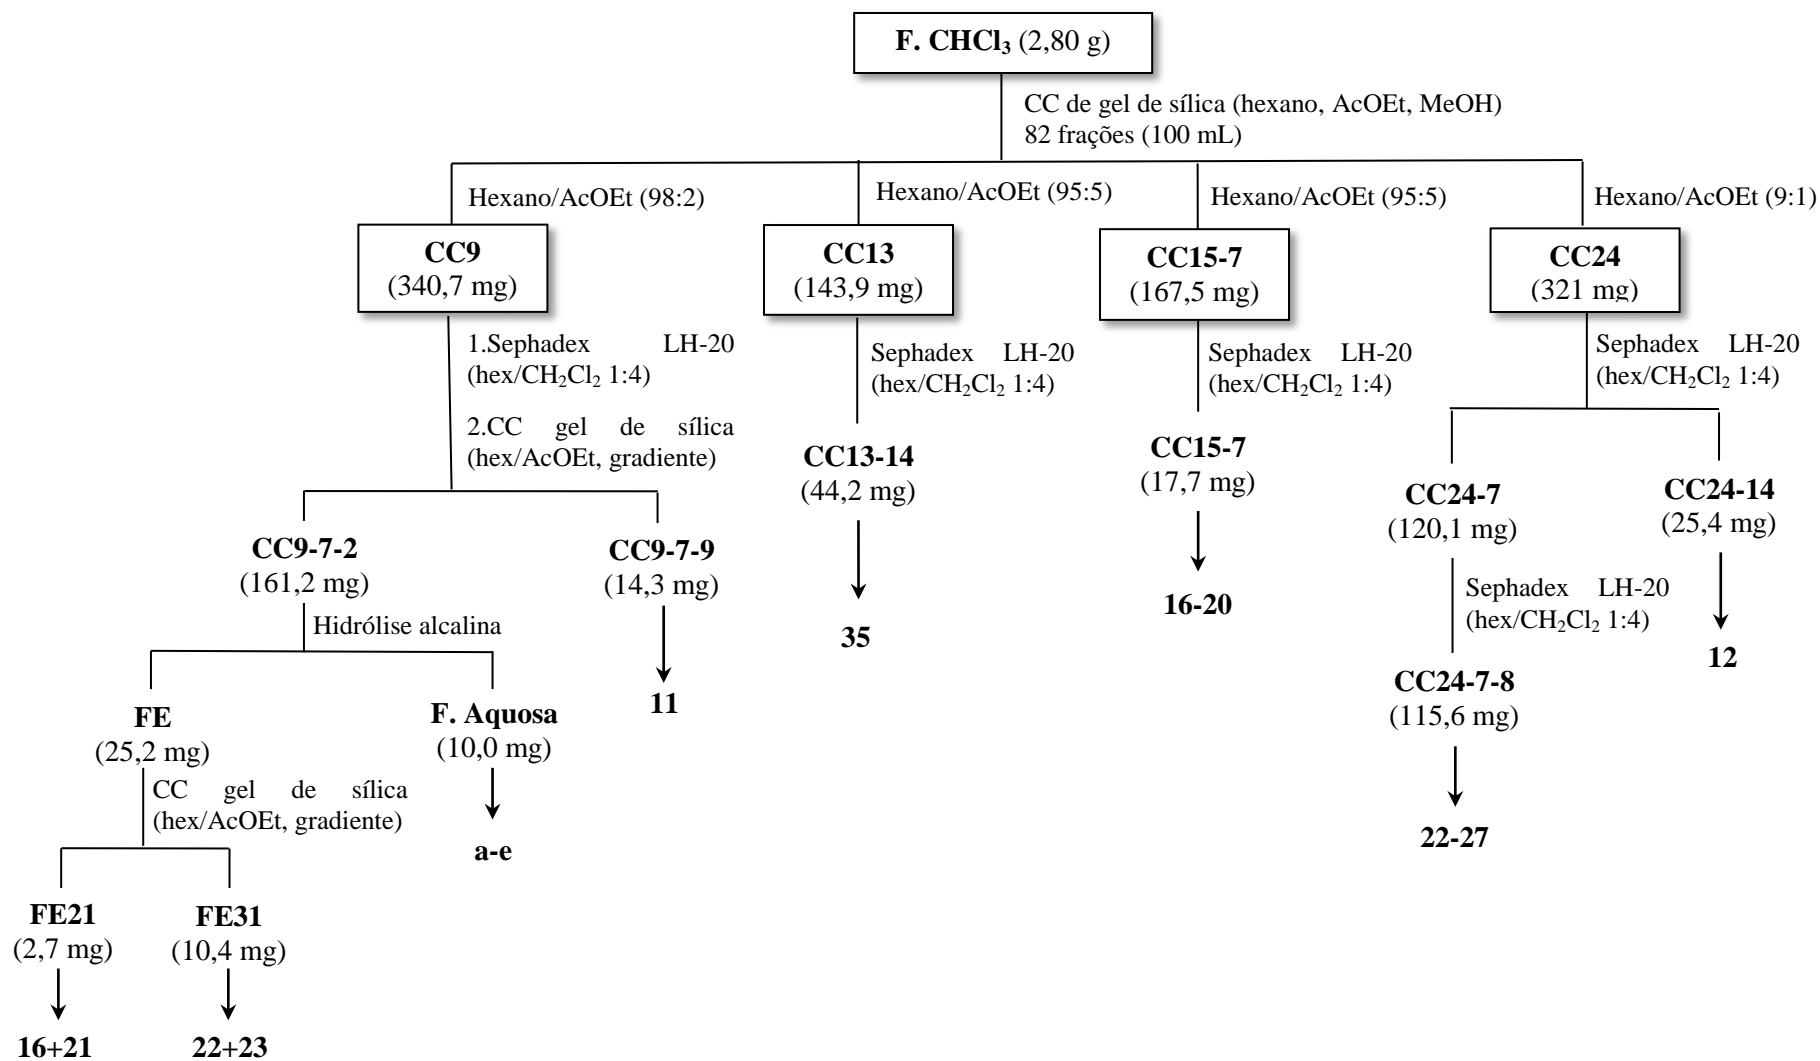 F. CHCl₃ (2,80 g)
CC de gel de sílica (hexano, AcOEt, MeOH)
82 frações (100 mL)
Hexano/AcOEt (98:2)
Hexano/AcOEt (95:5)
Hexano/AcOEt (95:5)
Hexano/AcOEt (9:1)
CC9
(340,7 mg)
CC13
(143,9 mg)
CC15-7
(167,5 mg)
CC24
(321 mg)
1.Sephadex LH-20
(hex/CH₂Cl₂ 1:4)
2.CC gel de sílica
(hex/AcOEt, gradiente)
Sephadex LH-20
(hex/CH₂Cl₂ 1:4)
Sephadex LH-20
(hex/CH₂Cl₂ 1:4)
Sephadex LH-20
(hex/CH₂Cl₂ 1:4)
CC13-14
(44,2 mg)
CC15-7
(17,7 mg)
CC24-7
(120,1 mg)
CC24-14
(25,4 mg)
CC9-7-2
(161,2 mg)
CC9-7-9
(14,3 mg)
35
16-20
Sephadex LH-20
(hex/CH₂Cl₂ 1:4)
12
Hidrólise alcalina
11
CC24-7-8
(115,6 mg)
FE
(25,2 mg)
F. Aquosa
(10,0 mg)
CC gel de sílica
(hex/AcOEt, gradiente)
a-e
22-27
FE21
(2,7 mg)
FE31
(10,4 mg)
16+21
22+23